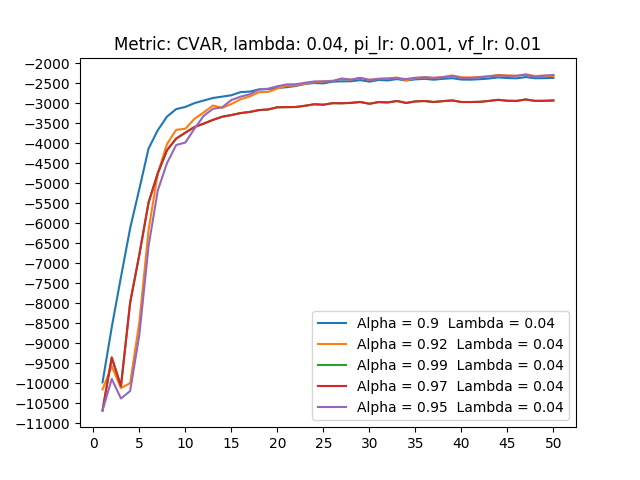 Metric: CVAR, lambda: 0.04, pi_lr: 0.001, vf_lr: 0.01
−2000
−2500
−3000
−3500
−4000
−4500
−5000
−5500
−6000
−6500
−7000
−7500
−8000
−8500
−9000
−9500
−10000
−10500
−11000
Alpha = 0.9  Lambda = 0.04
Alpha = 0.92  Lambda = 0.04
Alpha = 0.99  Lambda = 0.04
Alpha = 0.97  Lambda = 0.04
Alpha = 0.95  Lambda = 0.04
0 5 10 15 20 25 30 35 40 45 50